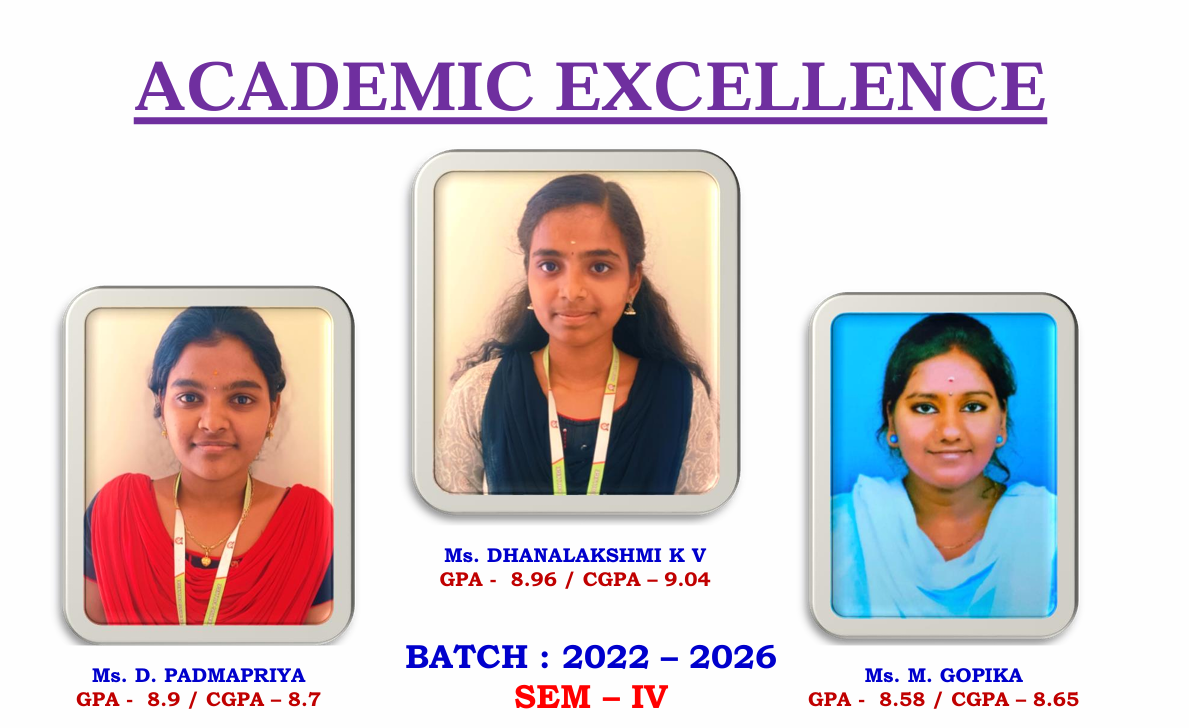 ACADEMIC EXCELLENCE
Ms. DHANALAKSHMI K V
GPA - 8.96 / CGPA – 9.04
Ms. D. PADMAPRIYA
GPA - 8.9 / CGPA – 8.7
BATCH : 2022 – 2026
SEM – IV
Ms. M. GOPIKA
GPA - 8.58 / CGPA – 8.65